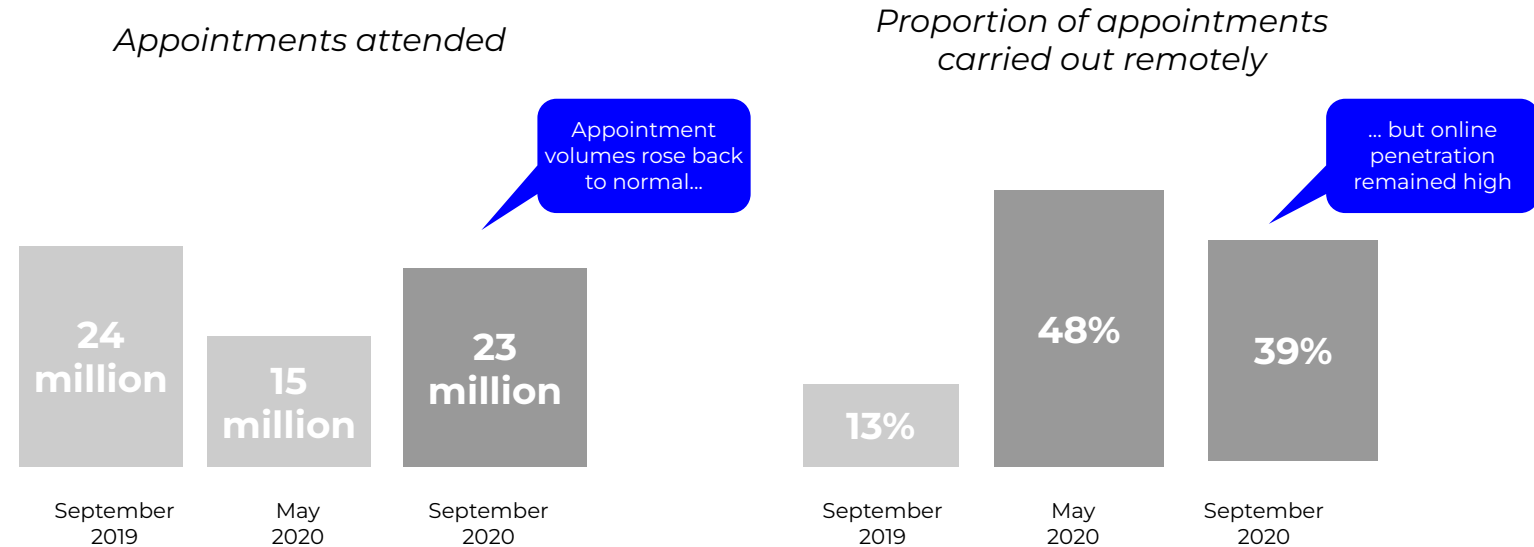 Appointments attended
Appointment
volumes rose back
to normal...
24
million
15
million
23
million
September
2019
May
2020
September
2020
Proportion of appointments
carried out remotely
... but online
penetration
remained high
13%
48%
39%
September
2019
May
2020
September
2020